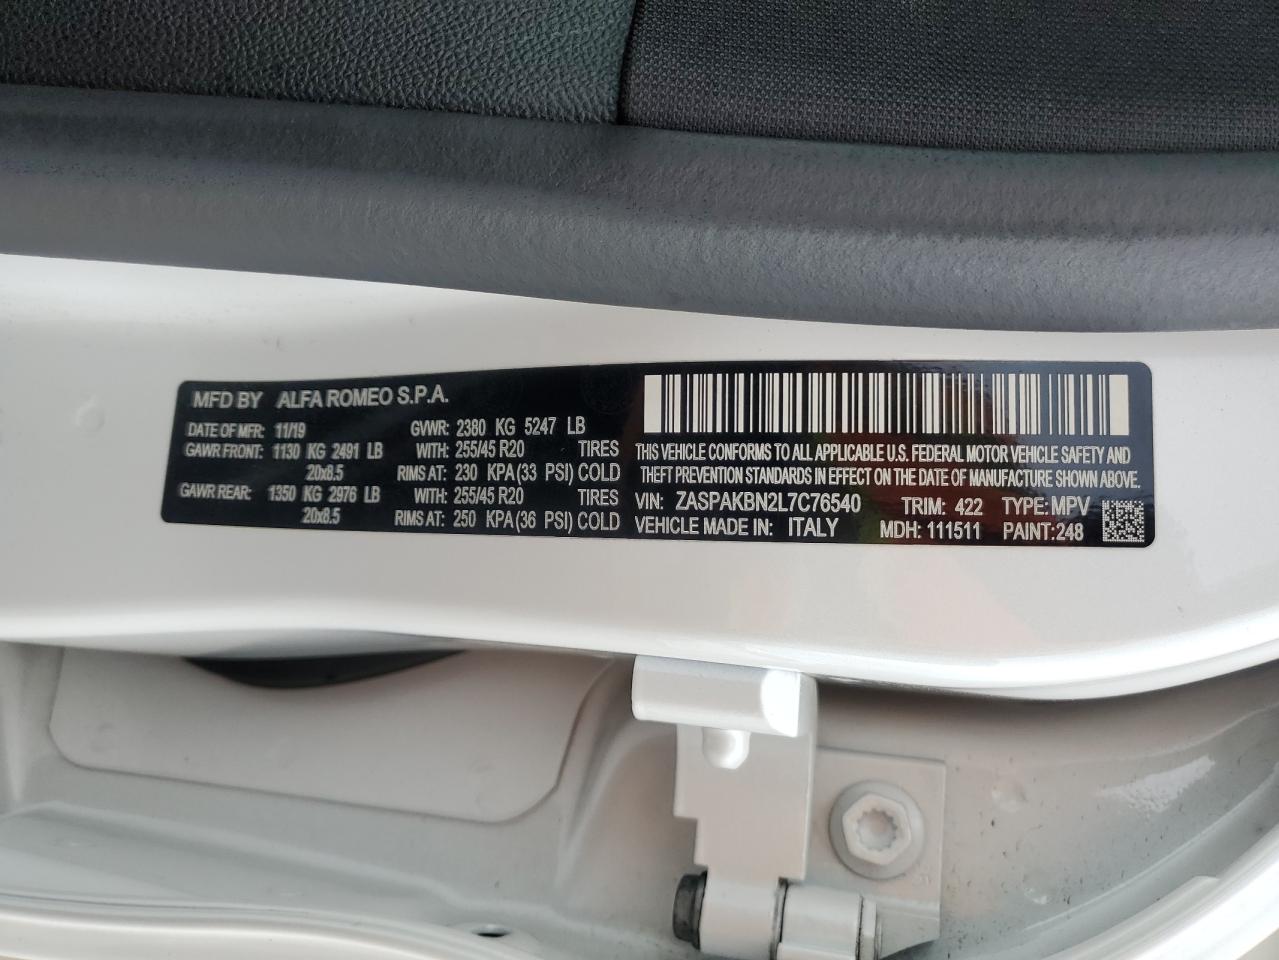 MFD BY ALFA ROMEO S.P.A.
DATE OF MFR: 11/19 GVWR: 2380 KG 5247 LB
GAWR FRONT: 1130 KG 2491 LB WITH: 255/45 R20 TIRES
20x8.5 RIMS AT: 230 KPA(33 PSI) COLD
GAWR REAR: 1350 KG 2976 LB WITH: 255/45 R20 TIRES
20x8.5 RIMS AT: 250 KPA(36 PSI) COLD
THIS VEHICLE CONFORMS TO ALL APPLICABLE U.S. FEDERAL MOTOR VEHICLE SAFETY AND
THEFT PREVENTION STANDARDS IN EFFECT ON THE DATE OF MANUFACTURE SHOWN ABOVE.
VIN: ZASPAKBN2L7C76540 TRIM: 422 TYPE: MPV
VEHICLE MADE IN: ITALY MDH: 111511 PAINT:248